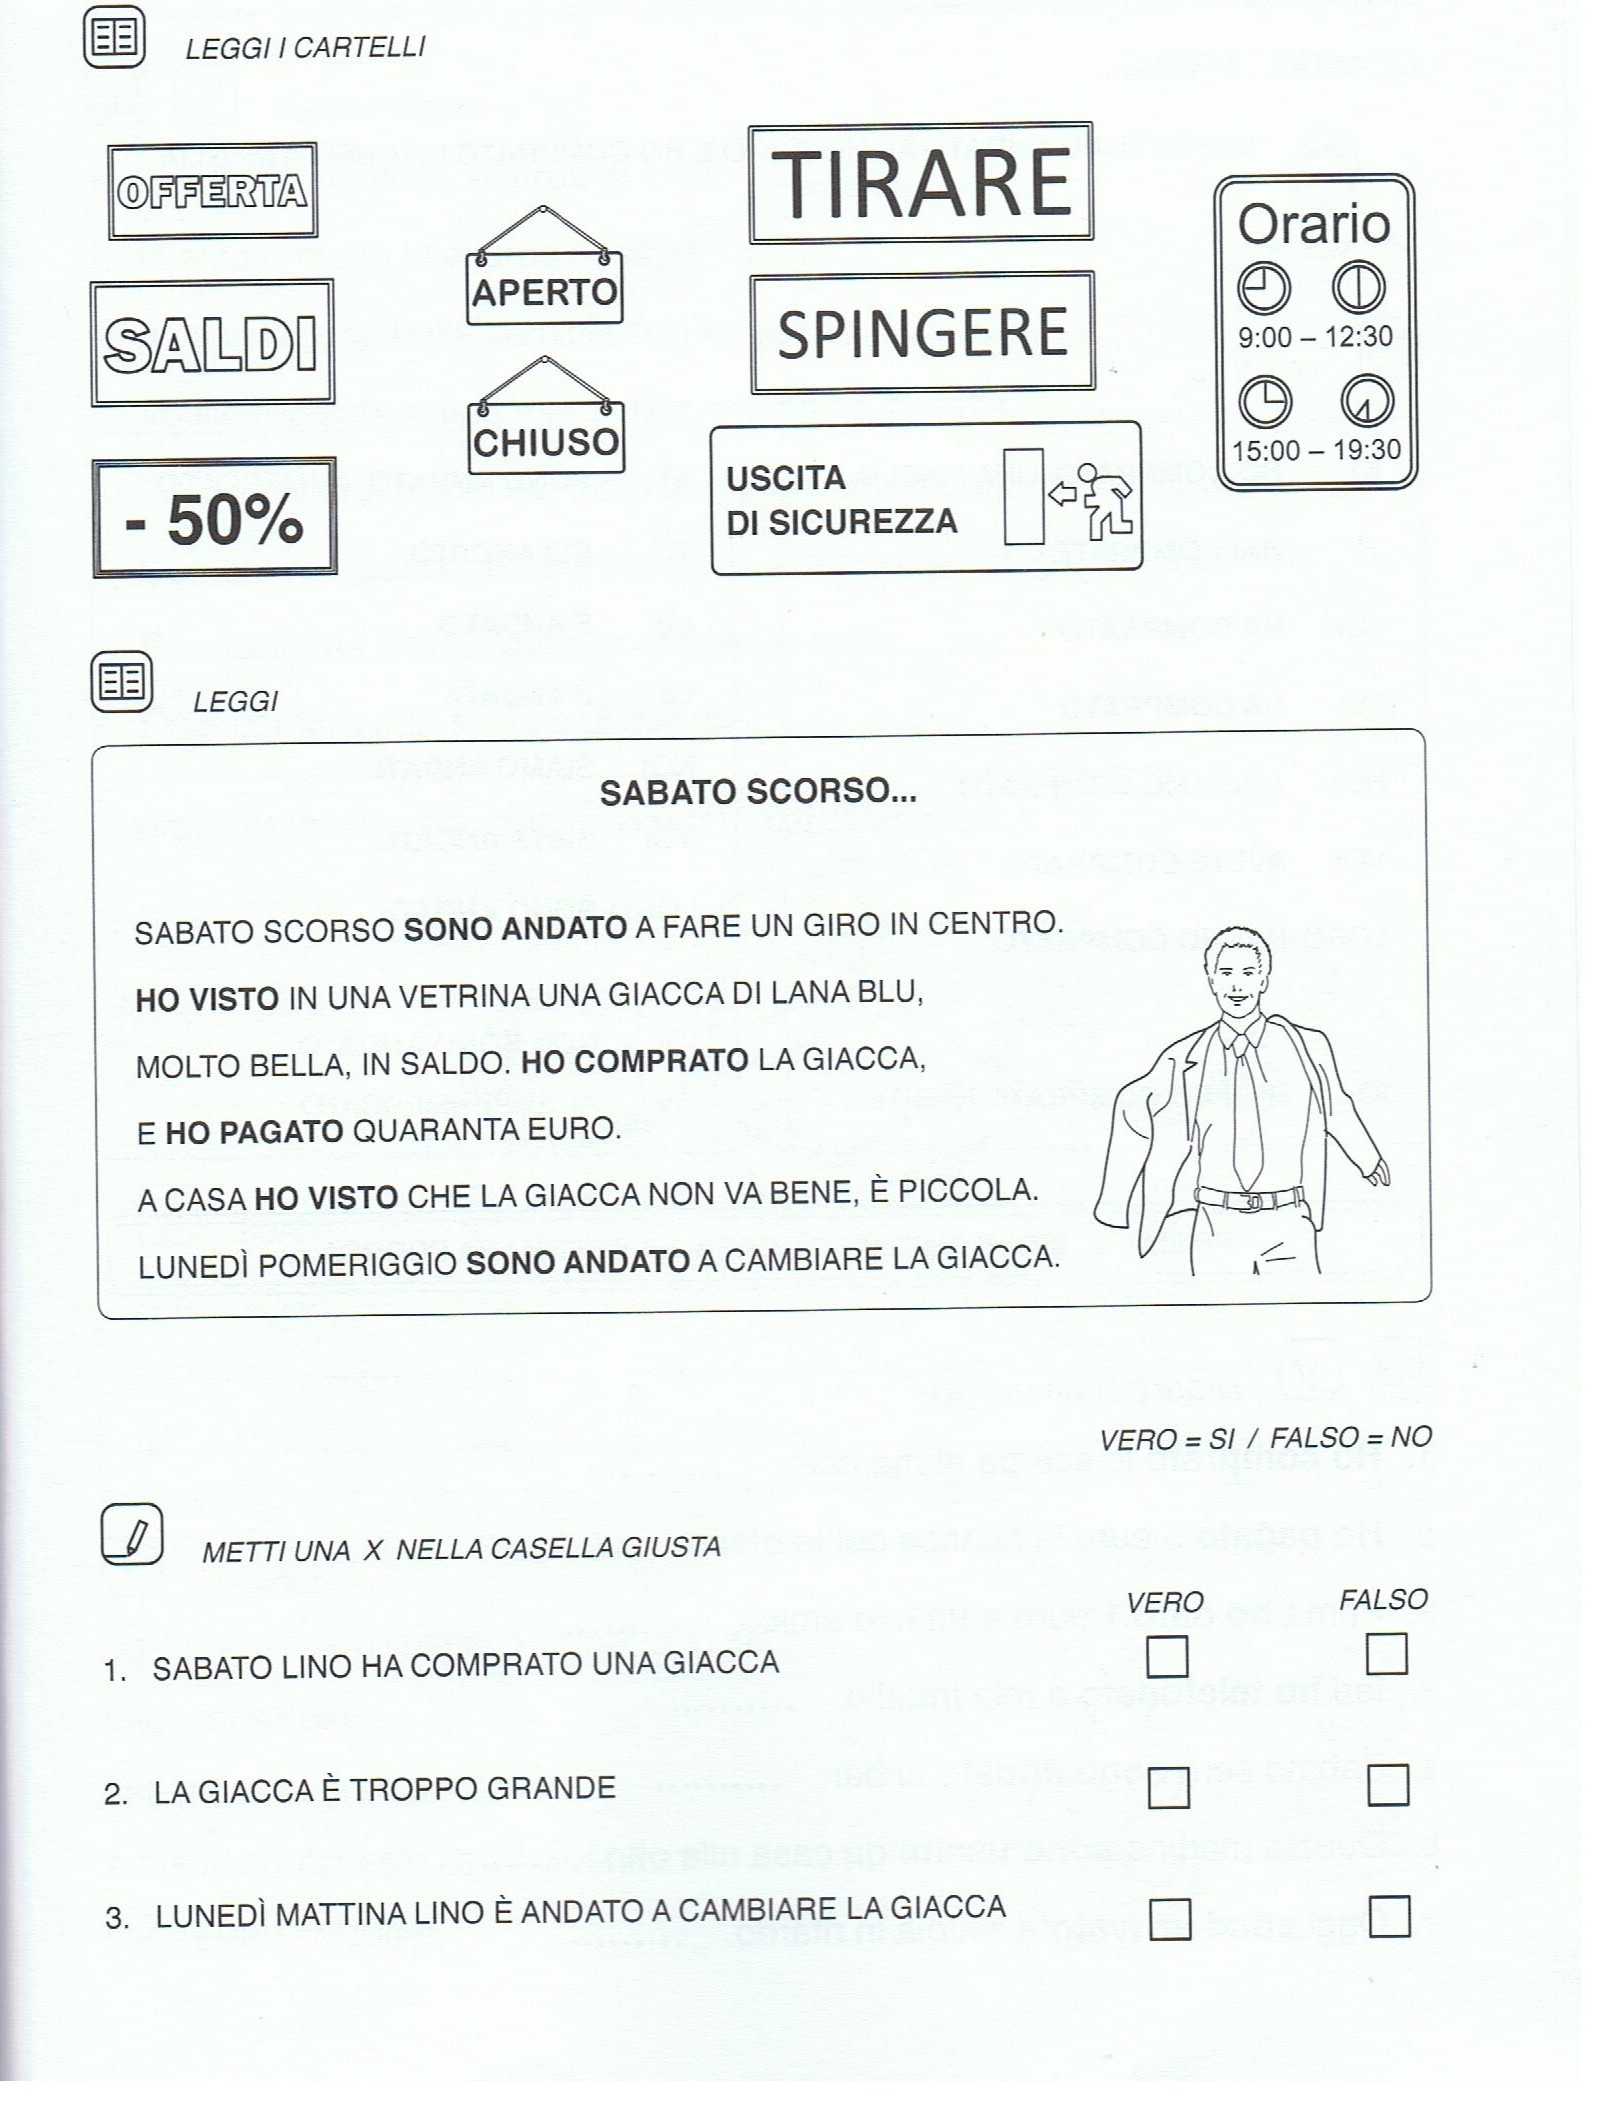 LEGGI I CARTELLI
OFFERTA
SALDI
- 50%
APERTO
CHIUSO
TIRARE
SPINGERE
USCITA
DI SICUREZZA
Orario
9:00 – 12:30
15:00 – 19:30
LEGGI
SABATO SCORSO...
SABATO SCORSO SONO ANDATO A FARE UN GIRO IN CENTRO.
HO VISTO IN UNA VETRINA UNA GIACCA DI LANA BLU,
MOLTO BELLA, IN SALDO. HO COMPRATO LA GIACCA,
E HO PAGATO QUARANTA EURO.
A CASA HO VISTO CHE LA GIACCA NON VA BENE, È PICCOLA.
LUNEDÌ POMERIGGIO SONO ANDATO A CAMBIARE LA GIACCA.
VERO = SI / FALSO = NO
METTI UNA X NELLA CASELLA GIUSTA
VERO FALSO
1. SABATO LINO HA COMPRATO UNA GIACCA
2. LA GIACCA È TROPPO GRANDE
3. LUNEDÌ MATTINA LINO È ANDATO A CAMBIARE LA GIACCA